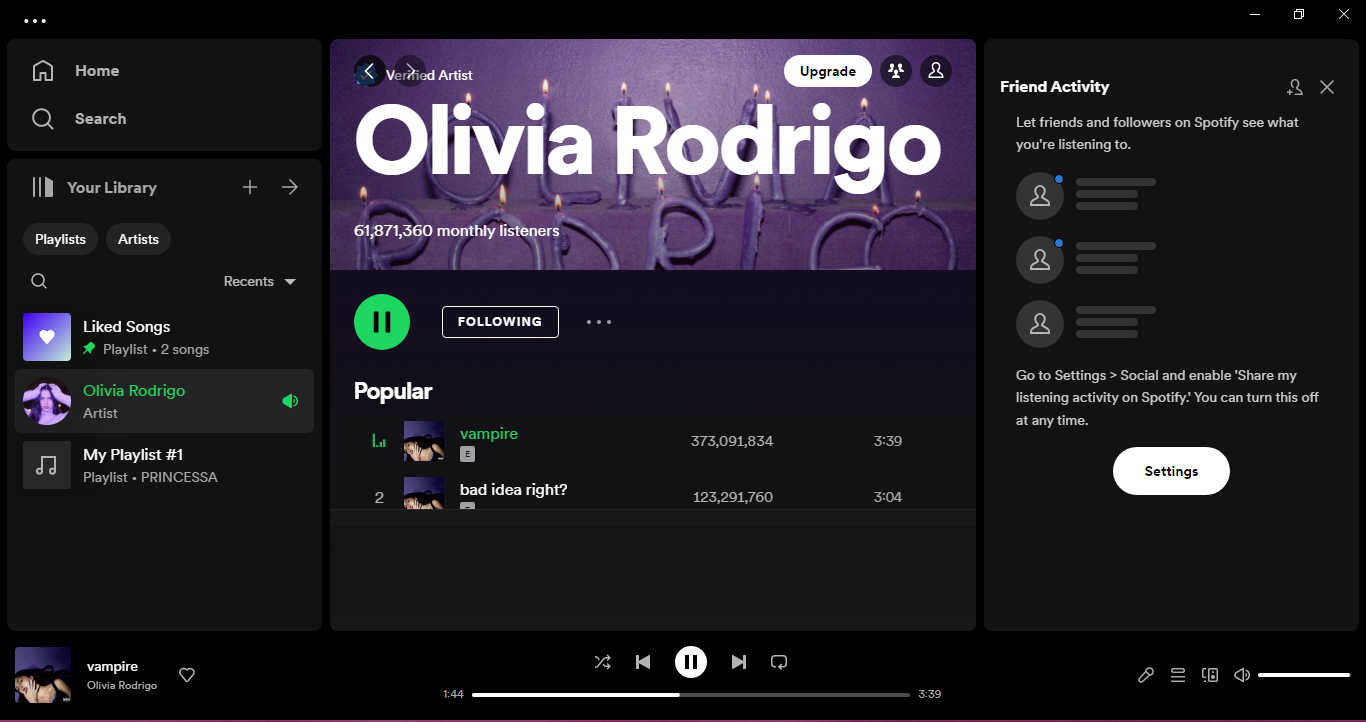 Home
Search
Your Library
Playlists
Artists
Recents
Liked Songs
Playlist • 2 songs
Olivia Rodrigo
Artist
My Playlist #1
Playlist • PRINCESSA
Verified Artist
Upgrade
Olivia Rodrigo
OLIVIA
RODRIGO
61,871,360 monthly listeners
FOLLOWING
Popular
vampire 373,091,834 3:39
E
2 bad idea right? 123,291,760 3:04
E
Friend Activity
Let friends and followers on Spotify see what
you're listening to.
Go to Settings > Social and enable 'Share my
listening activity on Spotify.' You can turn this off
at any time.
Settings
vampire
Olivia Rodrigo
1:44 3:39